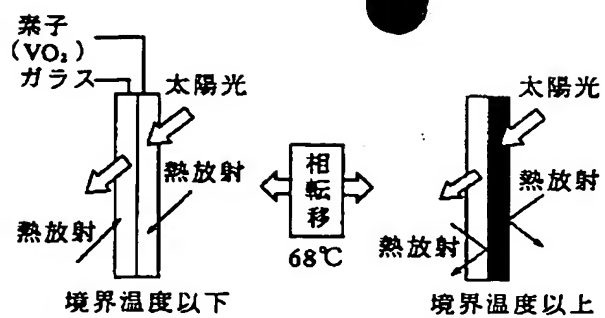 素子
(VO₂)
ガラス
太陽光
熱放射
熱放射
境界温度以下
相転移
68℃
太陽光
熱放射
熱放射
境界温度以上